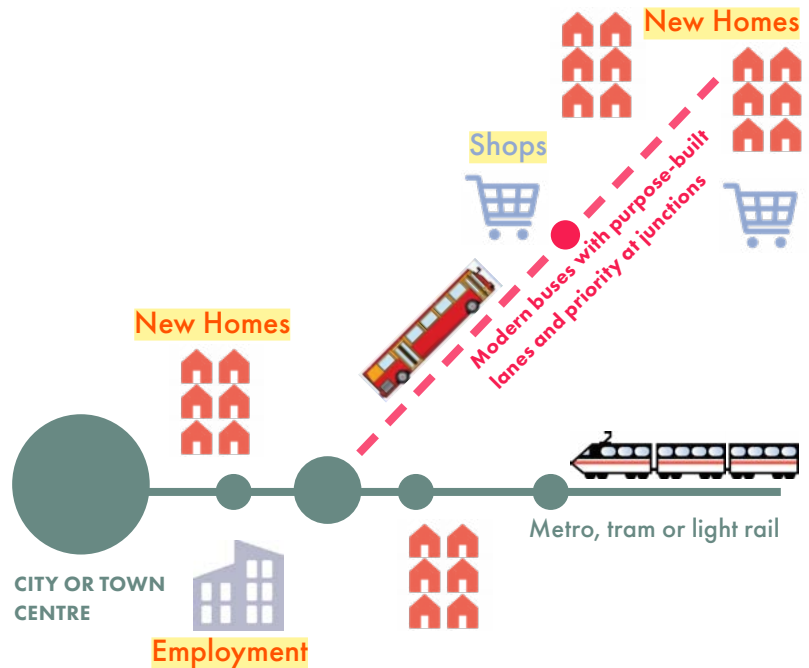 New Homes
Shops
Modern buses with purpose-built
lanes and priority at junctions
New Homes
Metro, tram or light rail
CITY OR TOWN
CENTRE
Employment